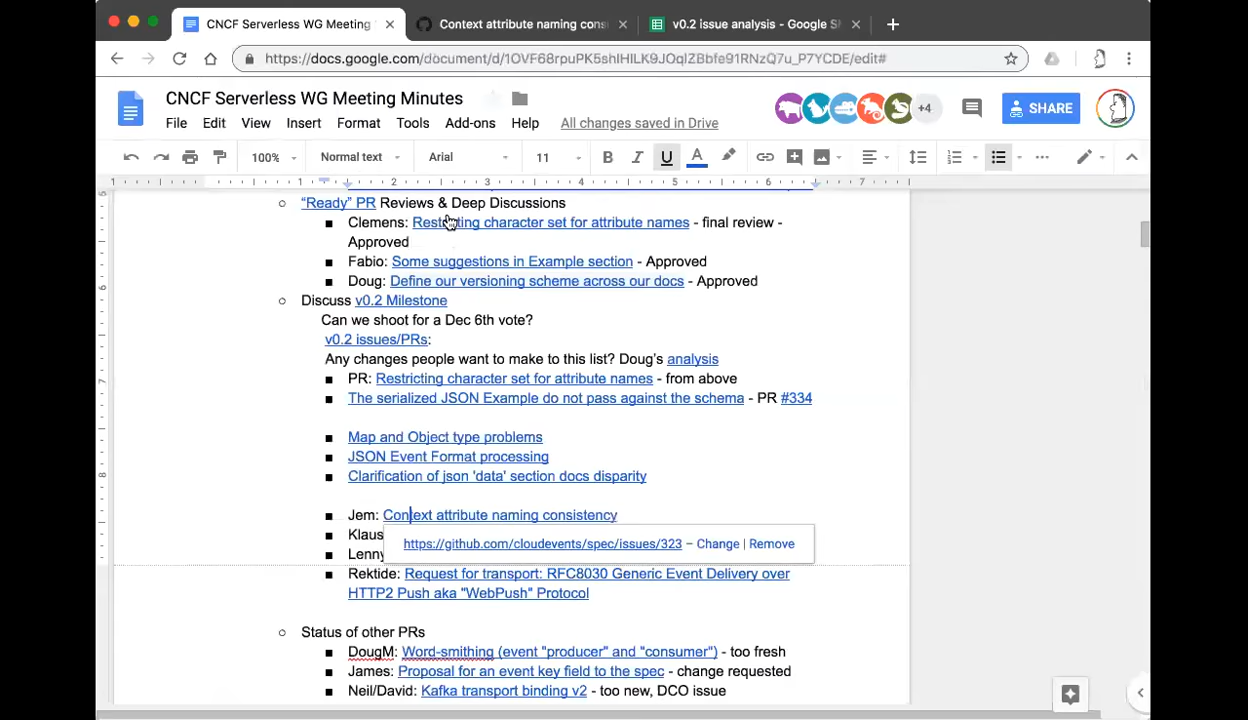 CNCF Serverless WG Meeting Minutes
Context attribute naming cons
v0.2 issue analysis - Google S
https://docs.google.com/document/d/1OVF68rpuPK5shIHILK9JOqlZBbfe91RNzQ7u_P7YCDE/edit#
CNCF Serverless WG Meeting Minutes
+4
SHARE
File Edit View Insert Format Tools Add-ons Help All changes saved in Drive
100% Normal text Arial 11 B I U A
1 1 2 3 4 5 6 7
“Ready” PR Reviews & Deep Discussions
Clemens: Restricting character set for attribute names - final review -
Approved
Fabio: Some suggestions in Example section - Approved
Doug: Define our versioning scheme across our docs - Approved
Discuss v0.2 Milestone
Can we shoot for a Dec 6th vote?
v0.2 issues/PRs:
Any changes people want to make to this list? Doug’s analysis
PR: Restricting character set for attribute names - from above
The serialized JSON Example do not pass against the schema - PR #334
Map and Object type problems
JSON Event Format processing
Clarification of json 'data' section docs disparity
Jem: Context attribute naming consistency
Klaus
https://github.com/cloudevents/spec/issues/323 – Change | Remove
Lenny
Rektide: Request for transport: RFC8030 Generic Event Delivery over
HTTP2 Push aka "WebPush" Protocol
Status of other PRs
DougM: Word-smithing (event "producer" and "consumer") - too fresh
James: Proposal for an event key field to the spec - change requested
Neil/David: Kafka transport binding v2 - too new, DCO issue